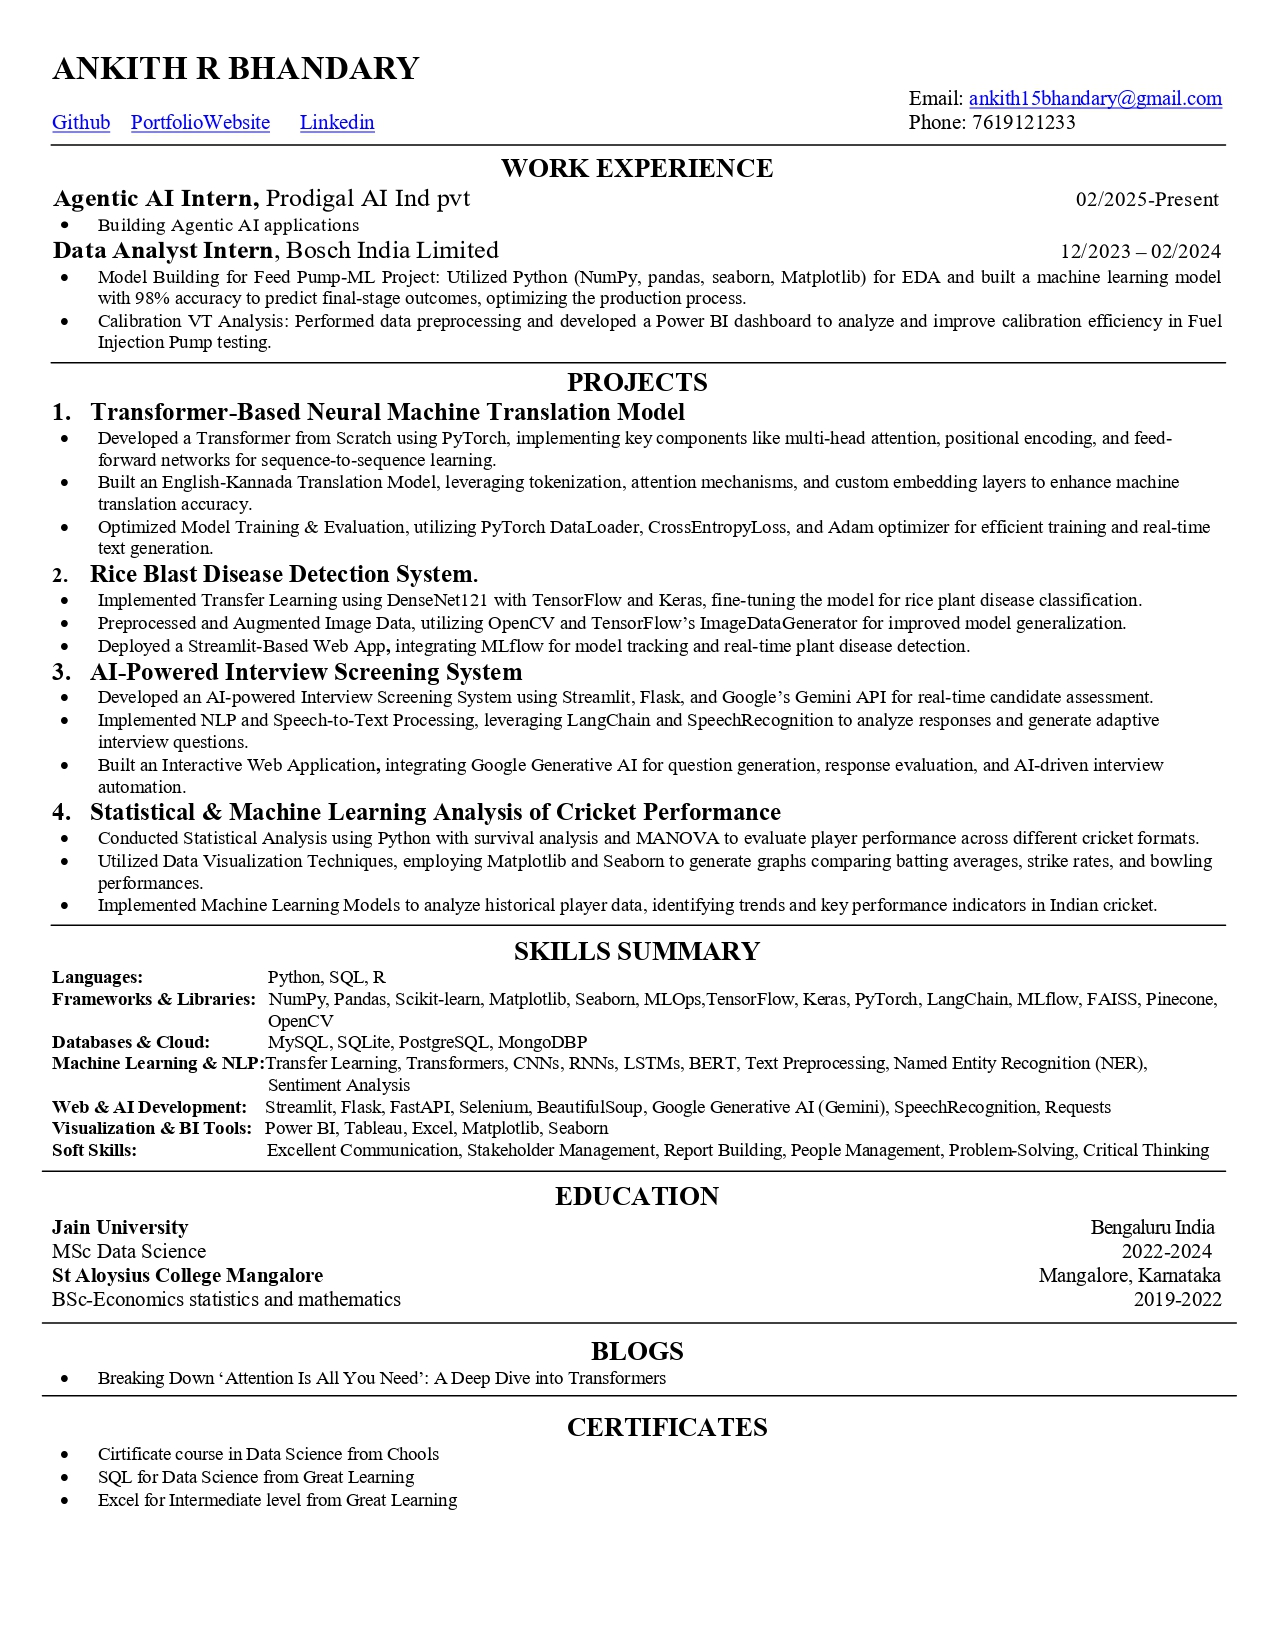 ANKITH R BHANDARY
Email: ankith15bhandary@gmail.com
Github PortfolioWebsite Linkedin Phone: 7619121233
WORK EXPERIENCE
Agentic AI Intern, Prodigal AI Ind pvt 02/2025-Present
• Building Agentic AI applications
Data Analyst Intern, Bosch India Limited 12/2023 – 02/2024
• Model Building for Feed Pump-ML Project: Utilized Python (NumPy, pandas, seaborn, Matplotlib) for EDA and built a machine learning model
with 98% accuracy to predict final-stage outcomes, optimizing the production process.
• Calibration VT Analysis: Performed data preprocessing and developed a Power BI dashboard to analyze and improve calibration efficiency in Fuel
Injection Pump testing.
PROJECTS
1. Transformer-Based Neural Machine Translation Model
• Developed a Transformer from Scratch using PyTorch, implementing key components like multi-head attention, positional encoding, and feed-
forward networks for sequence-to-sequence learning.
• Built an English-Kannada Translation Model, leveraging tokenization, attention mechanisms, and custom embedding layers to enhance machine
translation accuracy.
• Optimized Model Training & Evaluation, utilizing PyTorch DataLoader, CrossEntropyLoss, and Adam optimizer for efficient training and real-time
text generation.
2. Rice Blast Disease Detection System.
• Implemented Transfer Learning using DenseNet121 with TensorFlow and Keras, fine-tuning the model for rice plant disease classification.
• Preprocessed and Augmented Image Data, utilizing OpenCV and TensorFlow’s ImageDataGenerator for improved model generalization.
• Deployed a Streamlit-Based Web App, integrating MLflow for model tracking and real-time plant disease detection.
3. AI-Powered Interview Screening System
• Developed an AI-powered Interview Screening System using Streamlit, Flask, and Google’s Gemini API for real-time candidate assessment.
• Implemented NLP and Speech-to-Text Processing, leveraging LangChain and SpeechRecognition to analyze responses and generate adaptive
interview questions.
• Built an Interactive Web Application, integrating Google Generative AI for question generation, response evaluation, and AI-driven interview
automation.
4. Statistical & Machine Learning Analysis of Cricket Performance
• Conducted Statistical Analysis using Python with survival analysis and MANOVA to evaluate player performance across different cricket formats.
• Utilized Data Visualization Techniques, employing Matplotlib and Seaborn to generate graphs comparing batting averages, strike rates, and bowling
performances.
• Implemented Machine Learning Models to analyze historical player data, identifying trends and key performance indicators in Indian cricket.
SKILLS SUMMARY
Languages: Python, SQL, R
Frameworks & Libraries: NumPy, Pandas, Scikit-learn, Matplotlib, Seaborn, MLOps,TensorFlow, Keras, PyTorch, LangChain, MLflow, FAISS, Pinecone,
OpenCV
Databases & Cloud: MySQL, SQLite, PostgreSQL, MongoDBP
Machine Learning & NLP:Transfer Learning, Transformers, CNNs, RNNs, LSTMs, BERT, Text Preprocessing, Named Entity Recognition (NER),
Sentiment Analysis
Web & AI Development: Streamlit, Flask, FastAPI, Selenium, BeautifulSoup, Google Generative AI (Gemini), SpeechRecognition, Requests
Visualization & BI Tools: Power BI, Tableau, Excel, Matplotlib, Seaborn
Soft Skills: Excellent Communication, Stakeholder Management, Report Building, People Management, Problem-Solving, Critical Thinking
EDUCATION
Jain University Bengaluru India
MSc Data Science 2022-2024
St Aloysius College Mangalore Mangalore, Karnataka
BSc-Economics statistics and mathematics 2019-2022
BLOGS
• Breaking Down ‘Attention Is All You Need’: A Deep Dive into Transformers
CERTIFICATES
• Cirtificate course in Data Science from Chools
• SQL for Data Science from Great Learning
• Excel for Intermediate level from Great Learning